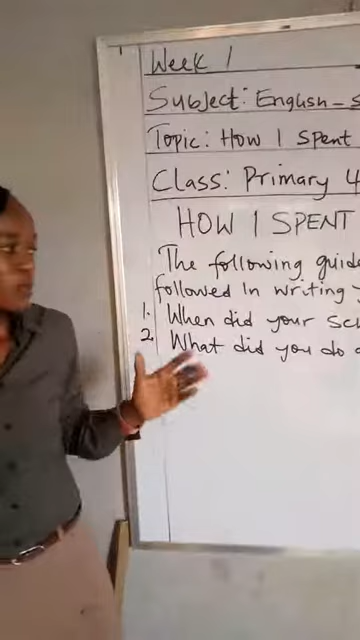 Week 1
Subject: English - S
Topic: How I Spent
Class: Primary 4
HOW I SPENT
The following guide
followed in writing
1. When did your sch
2. What did you do